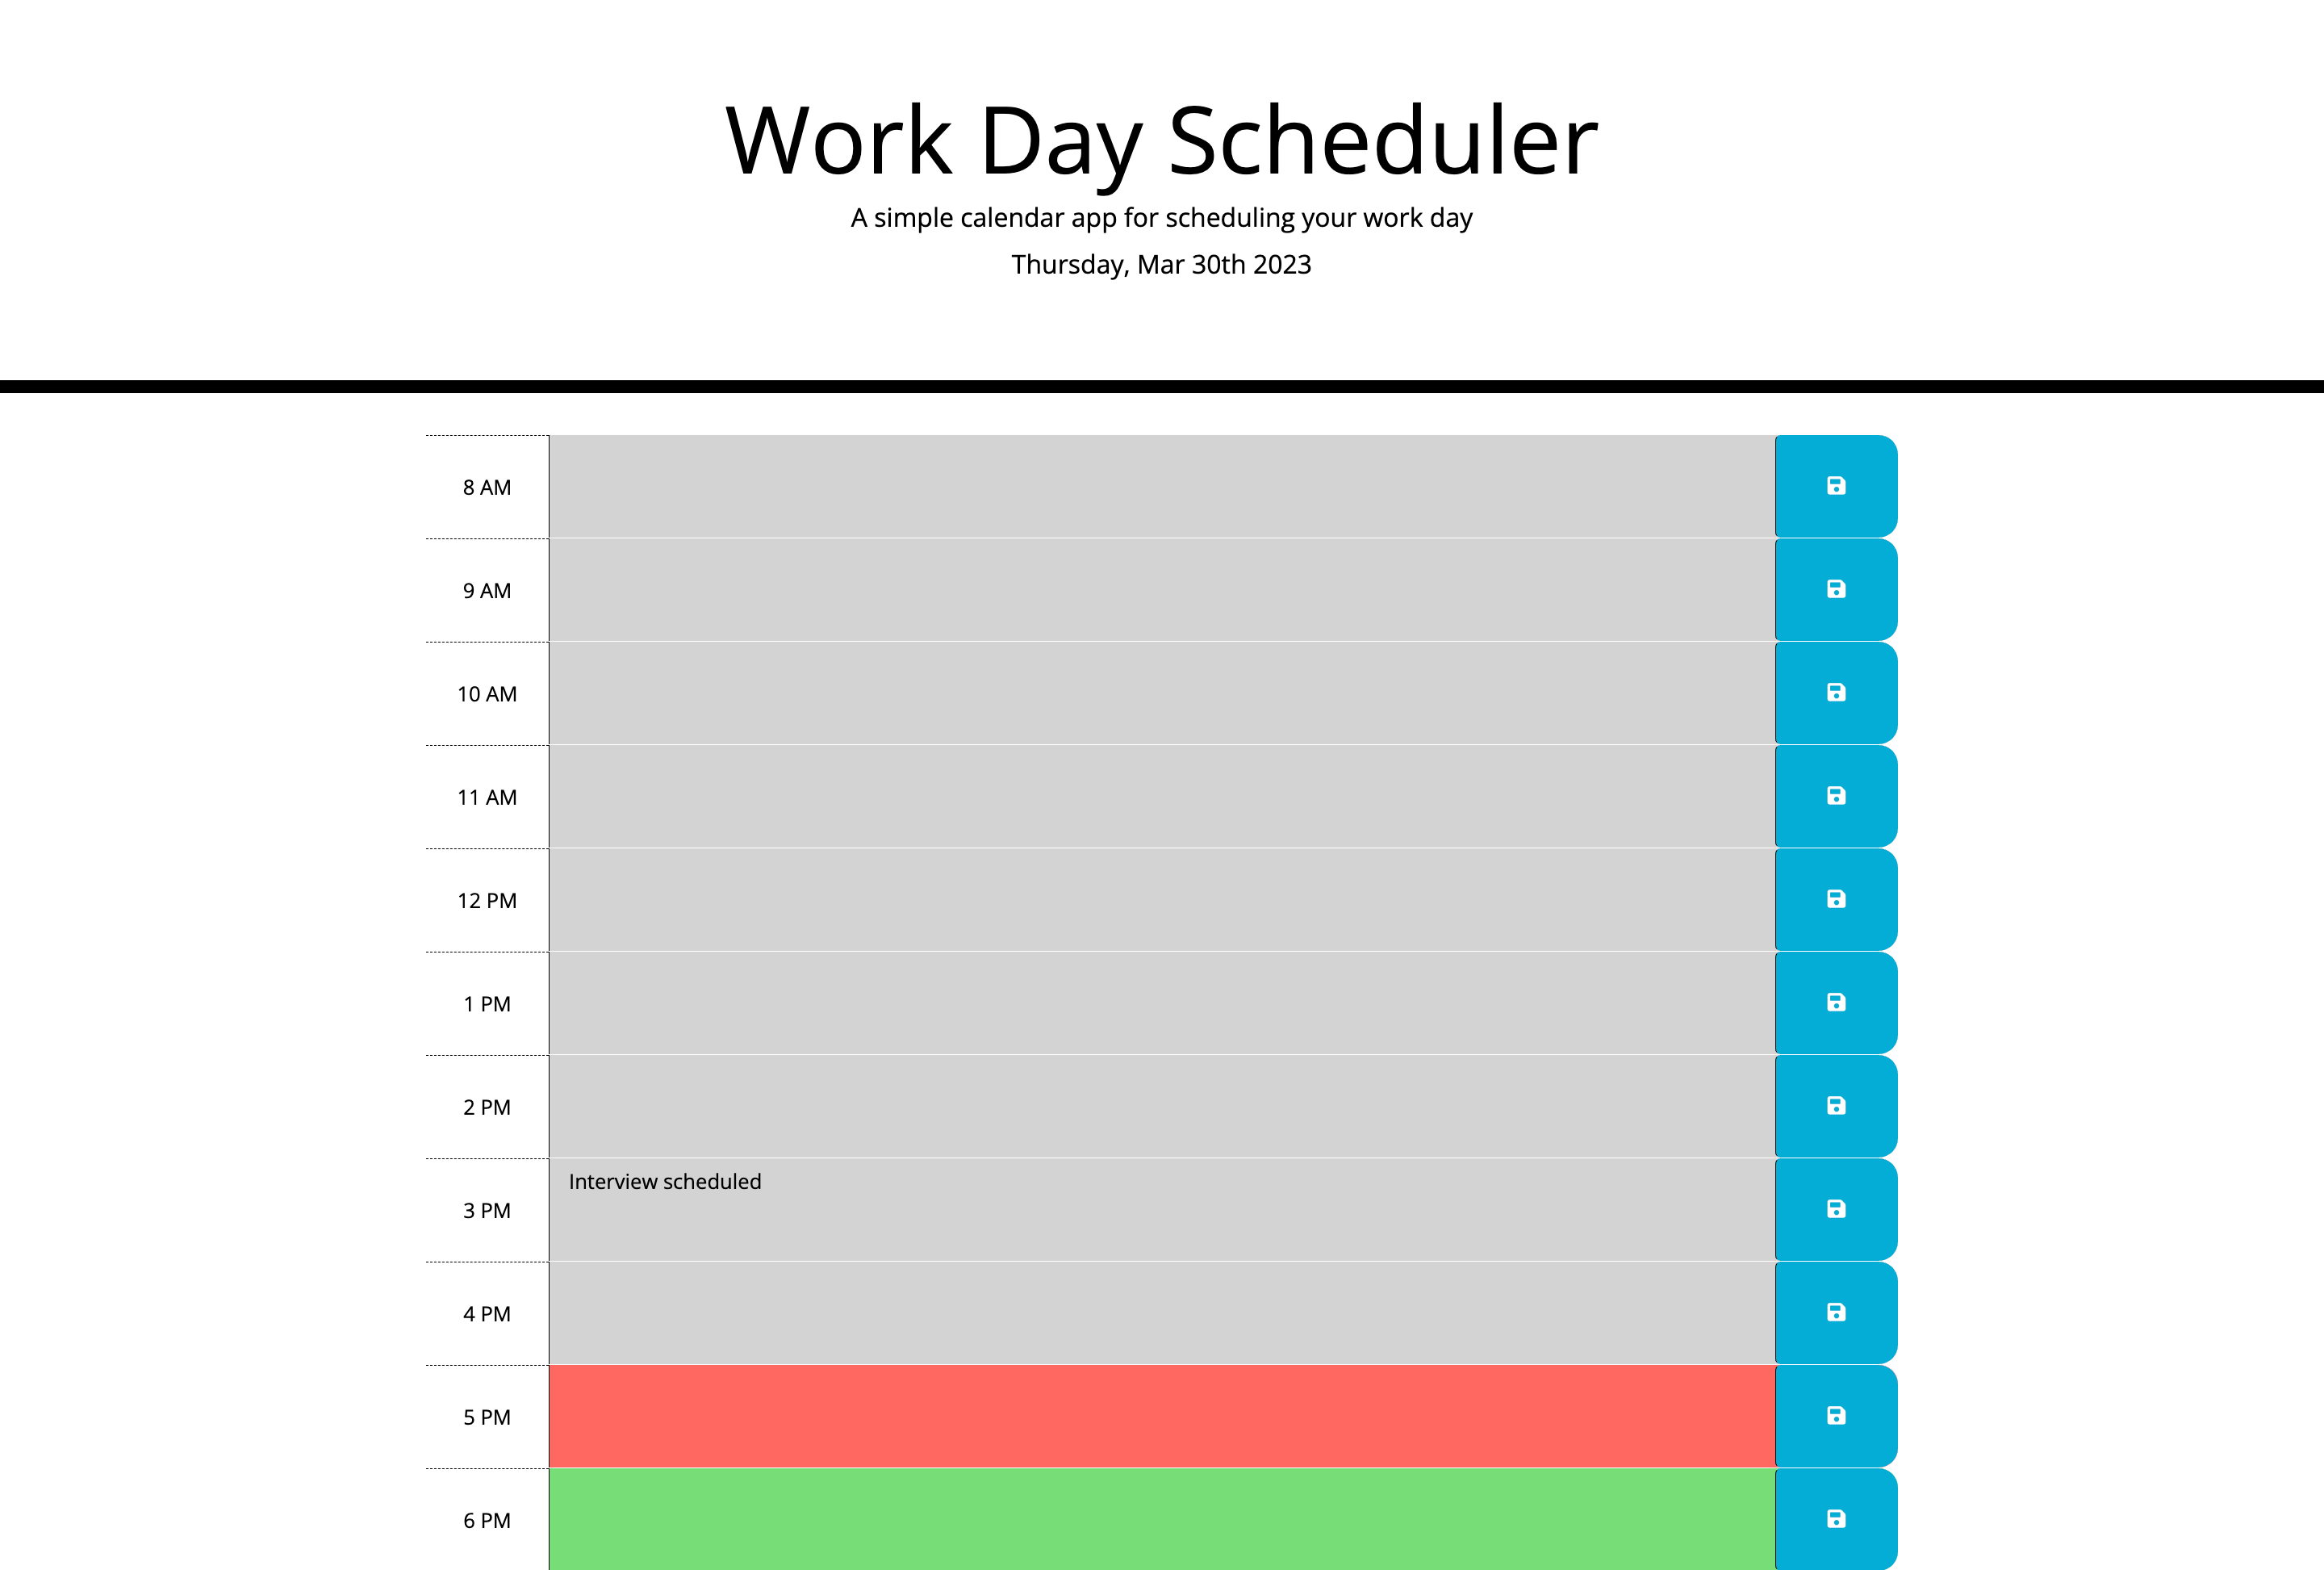 Work Day Scheduler
A simple calendar app for scheduling your work day
Thursday, Mar 30th 2023
8 AM
9 AM
10 AM
11 AM
12 PM
1 PM
2 PM
3 PM
Interview scheduled
4 PM
5 PM
6 PM